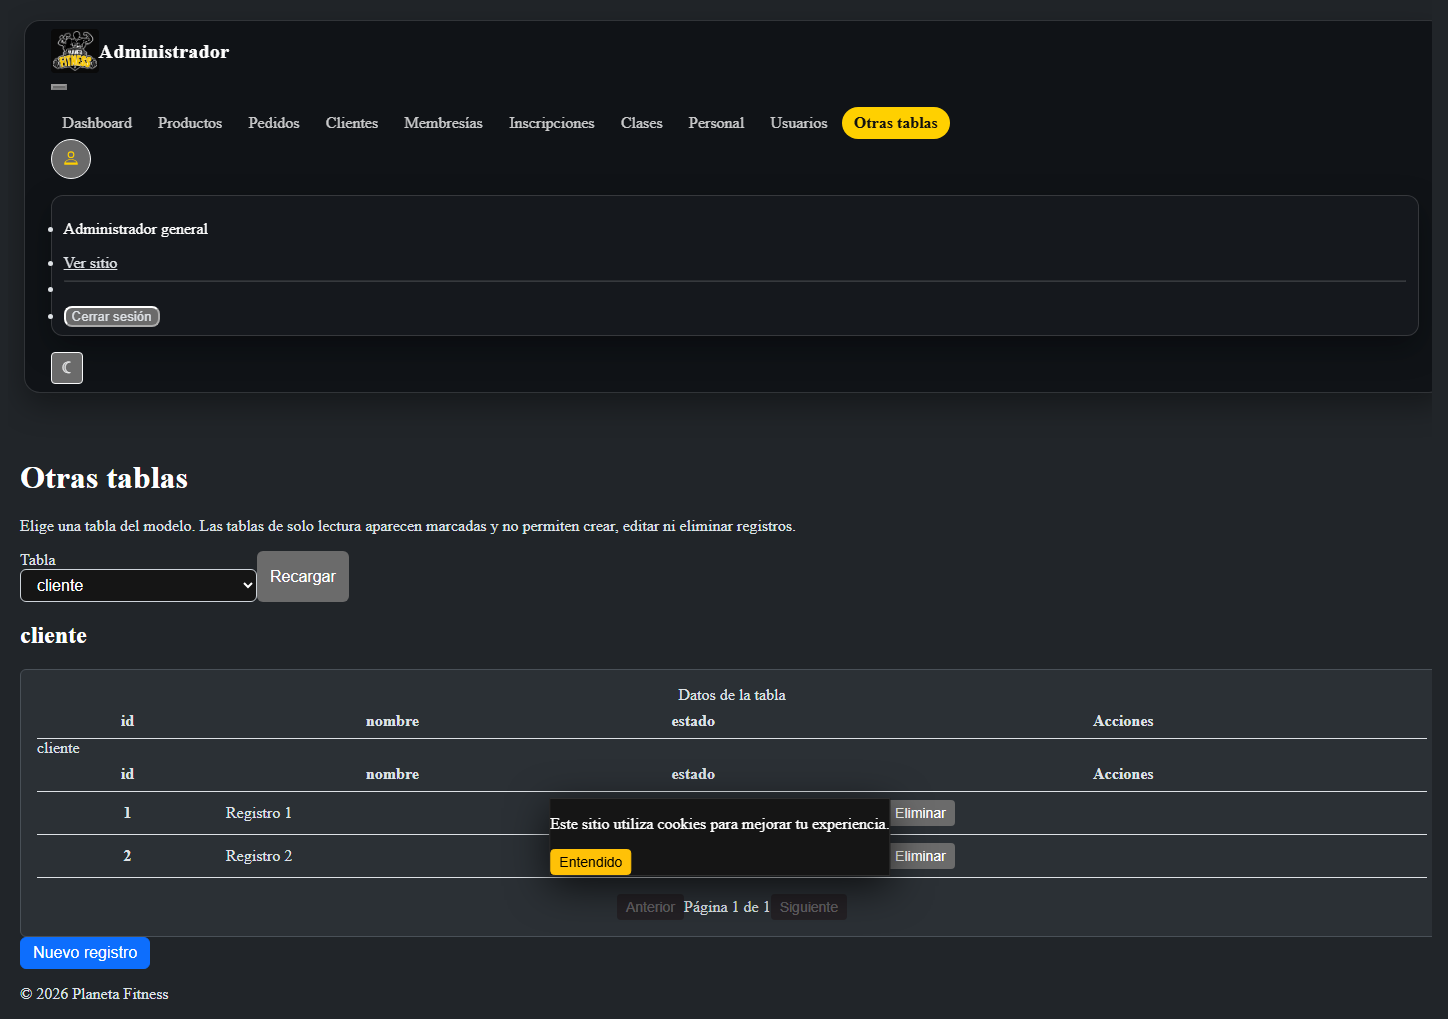 PLANETA
FITNESS
Administrador
Dashboard Productos Pedidos Clientes Membresías Inscripciones Clases Personal Usuarios Otras tablas
Administrador general
Ver sitio
Cerrar sesión
Otras tablas
Elige una tabla del modelo. Las tablas de solo lectura aparecen marcadas y no permiten crear, editar ni eliminar registros.
Tabla
cliente
Recargar
cliente
Datos de la tabla
id nombre estado Acciones
cliente
id nombre estado Acciones
1 Registro 1 Eliminar
Este sitio utiliza cookies para mejorar tu experiencia.
2 Registro 2 Eliminar
Entendido
Anterior Página 1 de 1 Siguiente
Nuevo registro
© 2026 Planeta Fitness